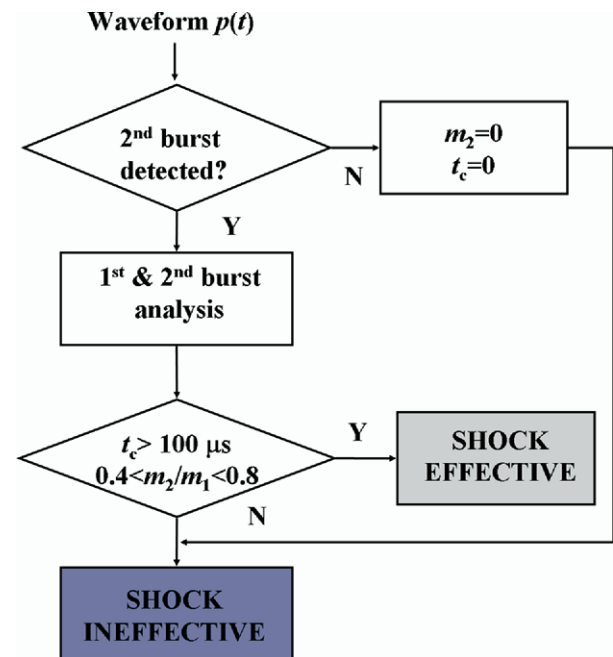 Waveform p(t)
2nd burst
detected?
N
m2=0
tc=0
Y
1st & 2nd burst
analysis
tc> 100 μs
0.4<m2/m1<0.8
Y
SHOCK
EFFECTIVE
N
SHOCK
INEFFECTIVE